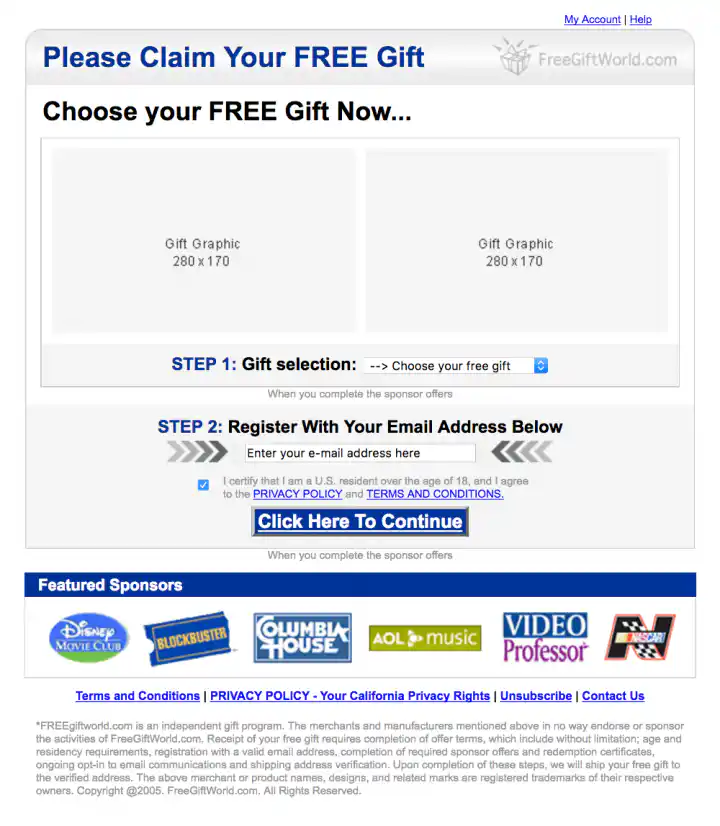 My Account | Help
Please Claim Your FREE Gift
FreeGiftWorld.com
Choose your FREE Gift Now...
Gift Graphic
280 x 170
Gift Graphic
280 x 170
STEP 1: Gift selection: --> Choose your free gift
When you complete the sponsor offers
STEP 2: Register With Your Email Address Below
Enter your e-mail address here
I certify that I am a U.S. resident over the age of 18, and I agree
to the PRIVACY POLICY and TERMS AND CONDITIONS.
Click Here To Continue
When you complete the sponsor offers
Featured Sponsors
DISNEY
MOVIE CLUB
BLOCKBUSTER
COLUMBIA
HOUSE
AOL music
VIDEO
Professor
N
NASCAR
Terms and Conditions | PRIVACY POLICY - Your California Privacy Rights | Unsubscribe | Contact Us
*FREEgiftworld.com is an independent gift program. The merchants and manufacturers mentioned above in no way endorse or sponsor
the activities of FreeGiftWorld.com. Receipt of your free gift requires completion of offer terms, which include without limitation; age and
residency requirements, registration with a valid email address, completion of required sponsor offers and redemption certificates,
ongoing opt-in to email communications and shipping address verification. Upon completion of these steps, we will ship your free gift to
the verified address. The above merchant or product names, designs, and related marks are registered trademarks of their respective
owners. Copyright @2005. FreeGiftWorld.com. All Rights Reserved.